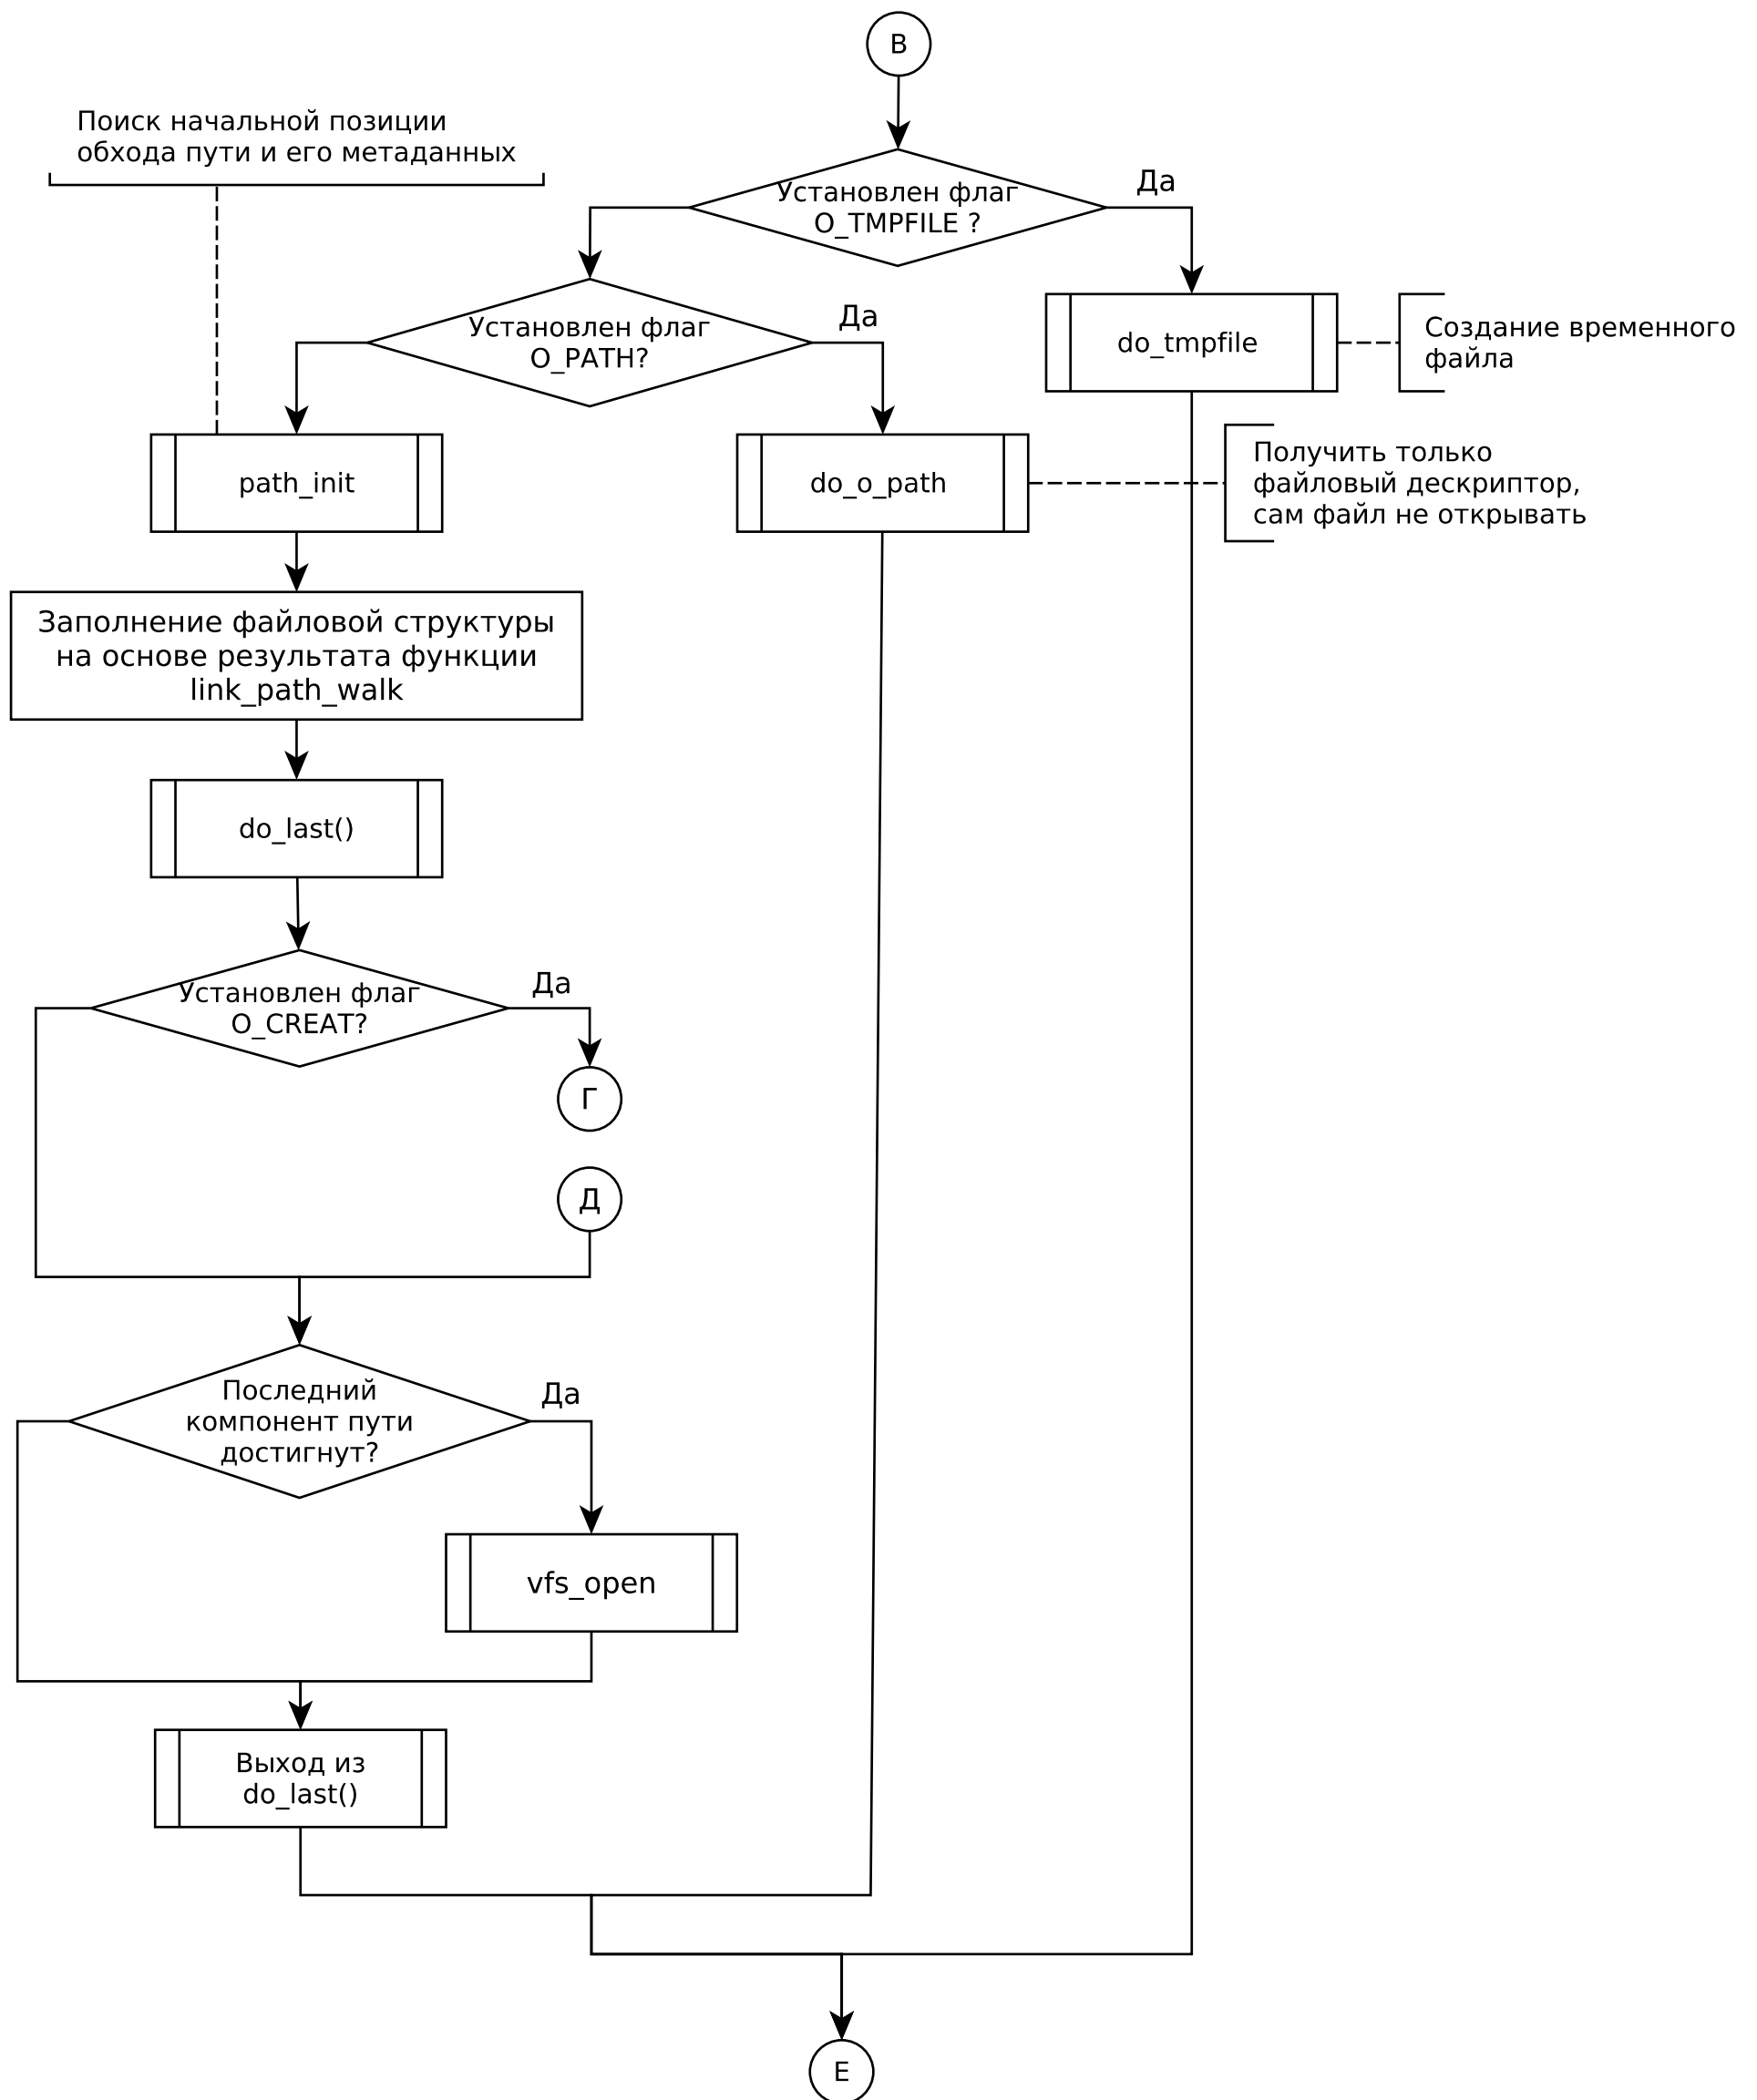 В
Поиск начальной позиции
обхода пути и его метаданных
Установлен флаг
O_TMPFILE ?
Да
Установлен флаг
O_PATH?
Да
do_tmpfile
Создание временного
файла
path_init
do_o_path
Получить только
файловый дескриптор,
сам файл не открывать
Заполнение файловой структуры
на основе результата функции
link_path_walk
do_last()
Установлен флаг
O_CREAT?
Да
Г
Д
Последний
компонент пути
достигнут?
Да
vfs_open
Выход из
do_last()
Е